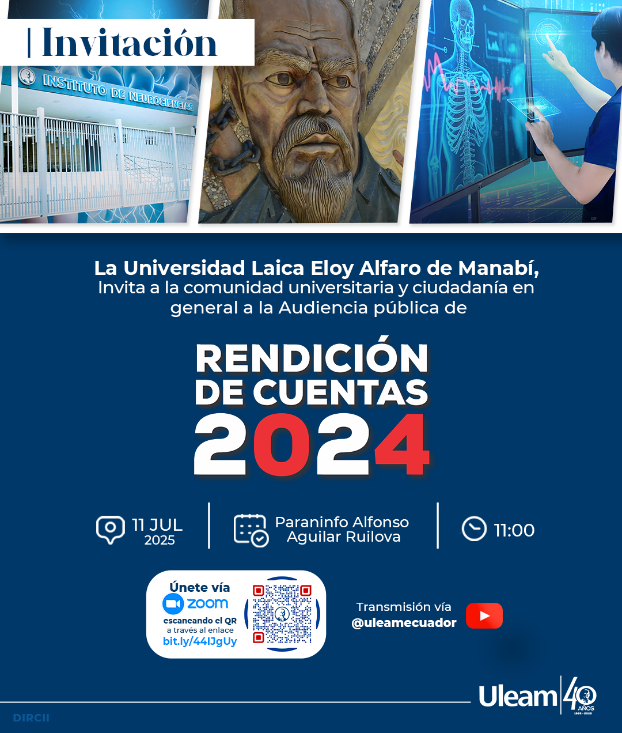 | Invitación
INSTITUTO DE NEUROCIENCIAS
La Universidad Laica Eloy Alfaro de Manabí,
Invita a la comunidad universitaria y ciudadanía en
general a la Audiencia pública de
RENDICIÓN
DE CUENTAS
2024
11 JUL
2025
Paraninfo Alfonso
Aguilar Ruilova
11:00
Únete vía
zoom
escaneando el QR
a través al enlace
bit.ly/44IJgUy
Transmisión vía
@uleamecuador
Uleam
40
AÑOS
DIRCII